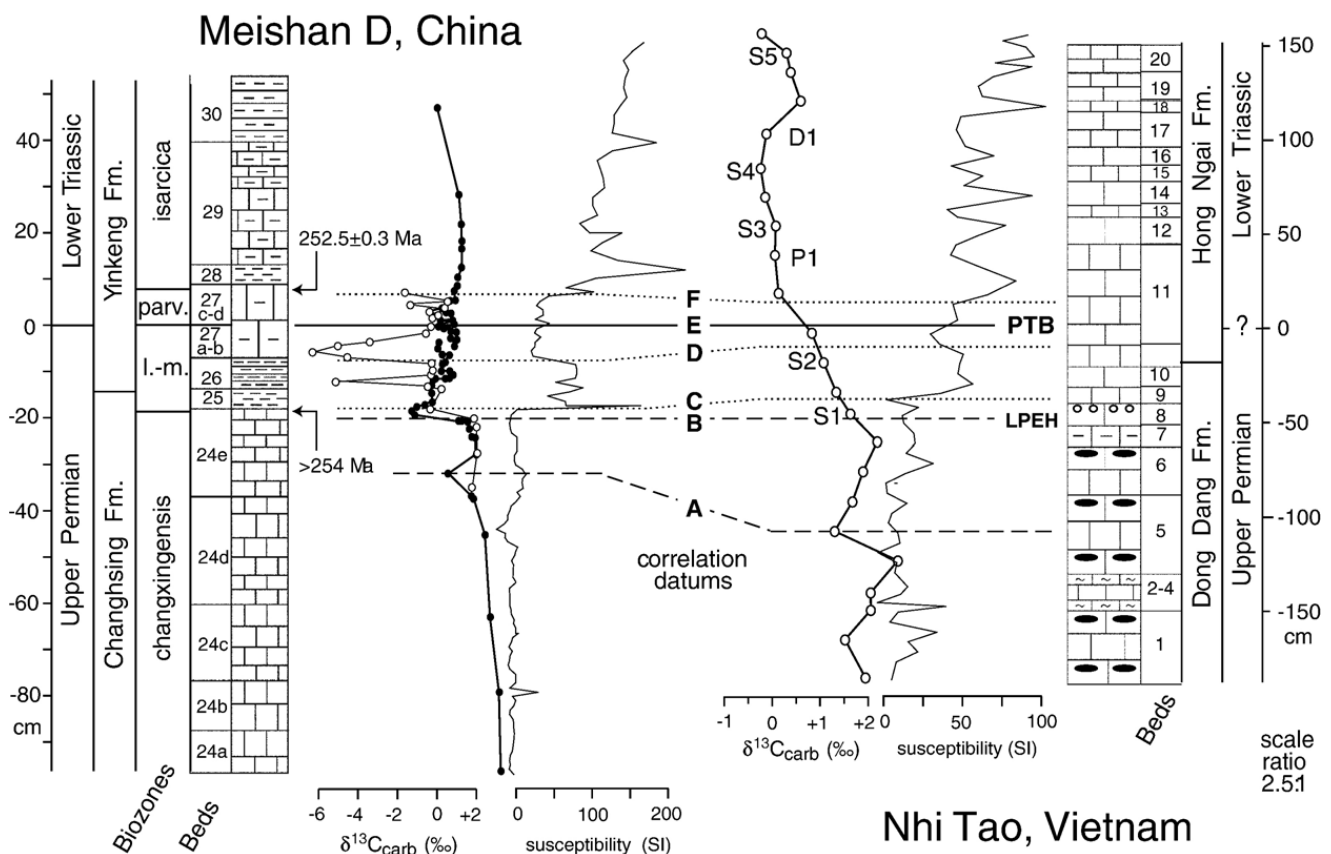 Meishan D, China
Lower Triassic
Upper Permian
40
20
0
-20
-40
-60
-80
cm
Yinkeng Fm.
Changhsing Fm.
isarcica
parv.
l.-m.
changxingensis
Biozones
Beds
30
29
28
27
c-d
27
a-b
26
25
24e
24d
24c
24b
24a
252.5±0.3 Ma
>254 Ma
-6
-4
-2
0
+2
δ¹³Ccarb (‰)
0
100
200
susceptibility (SI)
F
E
D
C
B
A
correlation
datums
PTB
LPEH
S5
D1
S4
S3
P1
S2
S1
-1
0
+1
+2
δ¹³Ccarb (‰)
0
50
100
susceptibility (SI)
20
19
18
17
16
15
14
13
12
11
10
9
8
7
6
5
2-4
1
Beds
Hong Ngai Fm.
Dong Dang Fm.
Lower Triassic
?
Upper Permian
150
100
50
0
-50
-100
-150
cm
scale
ratio
2.5:1
Nhi Tao, Vietnam